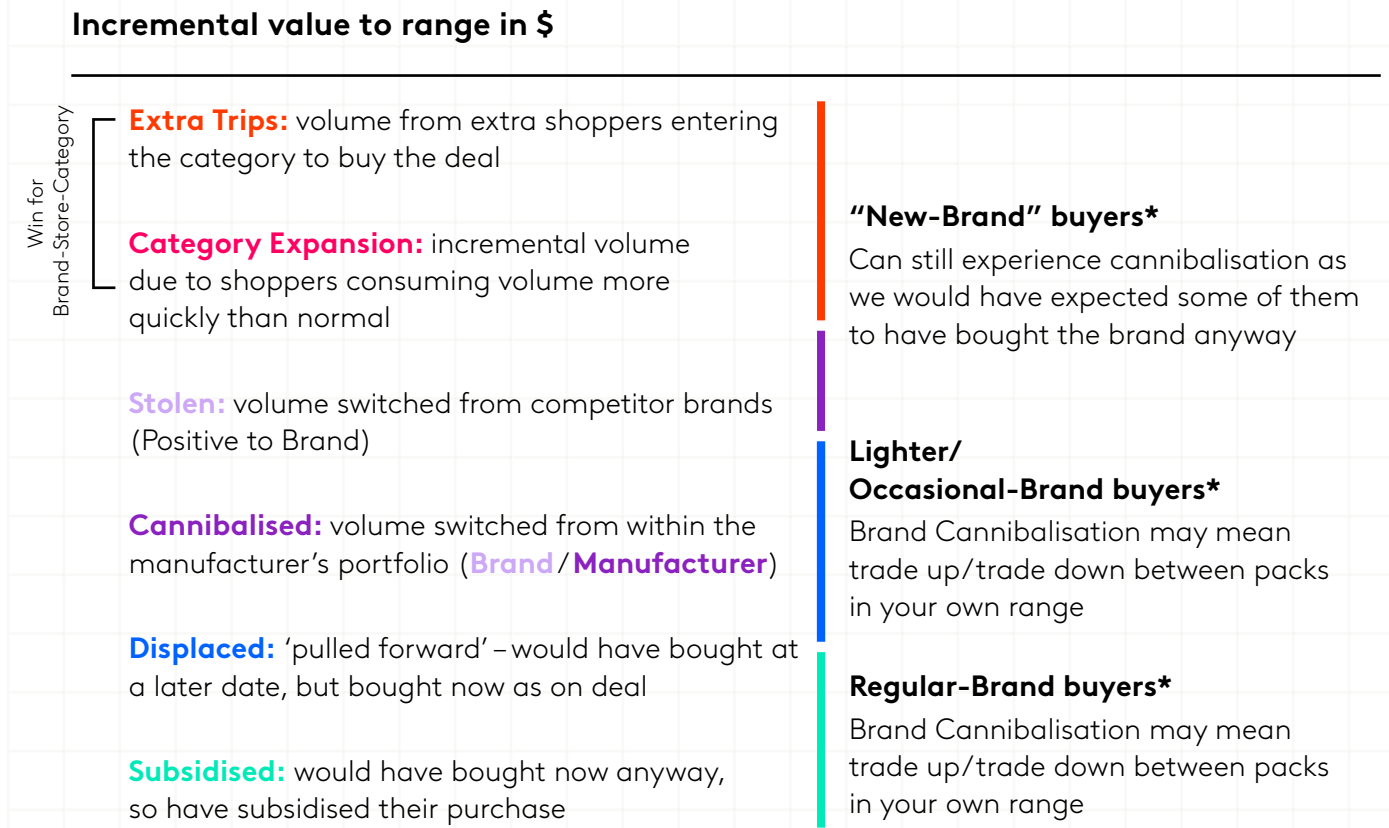 Incremental value to range in $
Win for
Brand-Store-Category
Extra Trips: volume from extra shoppers entering
the category to buy the deal
Category Expansion: incremental volume
due to shoppers consuming volume more
quickly than normal
Stolen: volume switched from competitor brands
(Positive to Brand)
Cannibalised: volume switched from within the
manufacturer’s portfolio (Brand/Manufacturer)
Displaced: ‘pulled forward’ – would have bought at
a later date, but bought now as on deal
Subsidised: would have bought now anyway,
so have subsidised their purchase
“New-Brand” buyers*
Can still experience cannibalisation as
we would have expected some of them
to have bought the brand anyway
Lighter/
Occasional-Brand buyers*
Brand Cannibalisation may mean
trade up/trade down between packs
in your own range
Regular-Brand buyers*
Brand Cannibalisation may mean
trade up/trade down between packs
in your own range